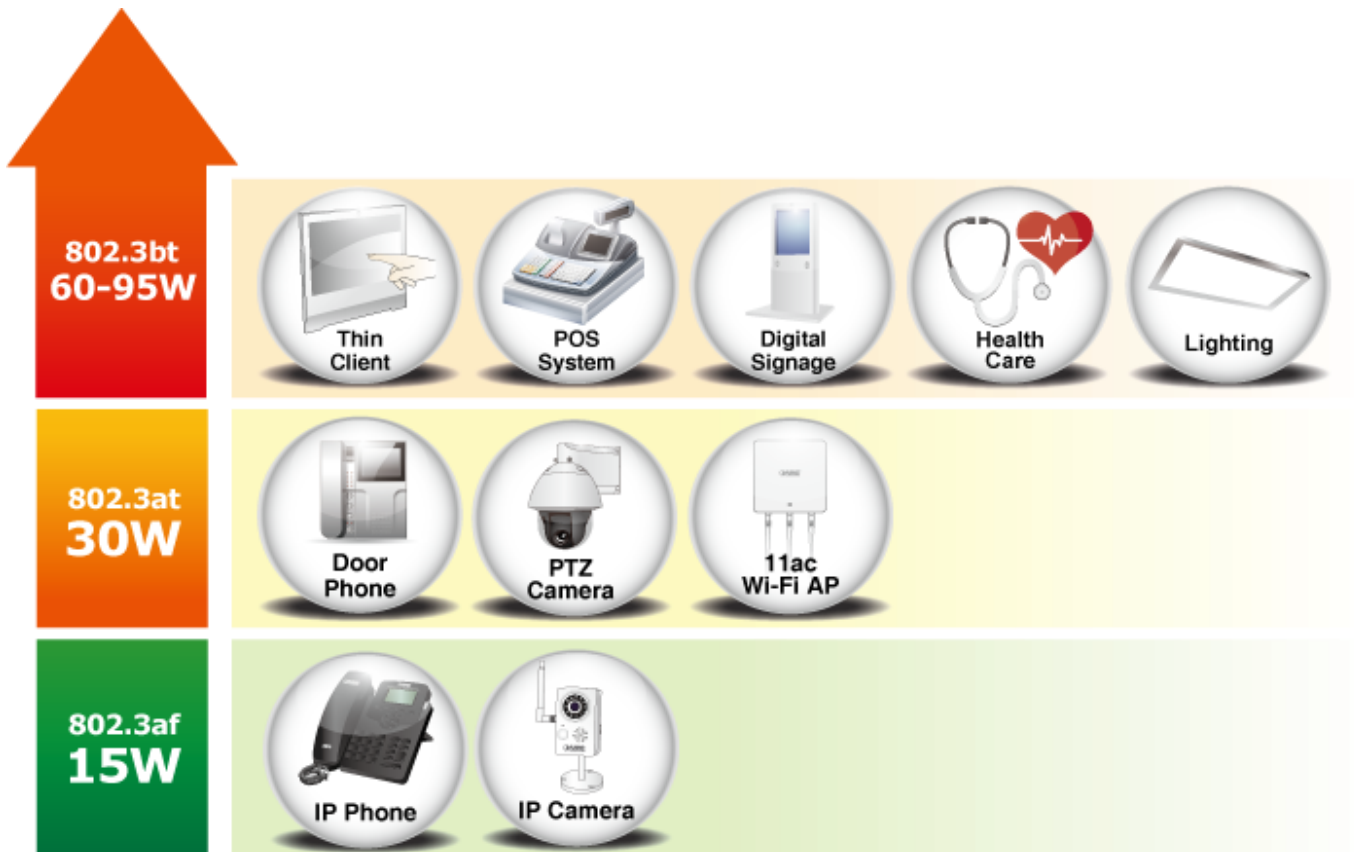 802.3bt
60-95W
Thin
Client
POS
System
Digital
Signage
Health
Care
Lighting
802.3at
30W
Door
Phone
PTZ
Camera
11ac
Wi-Fi AP
802.3af
15W
IP Phone
IP Camera